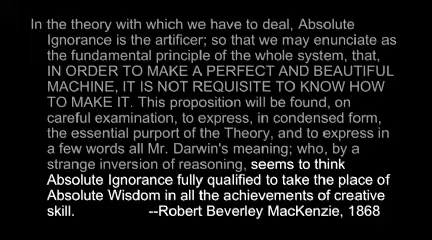 In the theory with which we have to deal, Absolute
Ignorance is the artificer; so that we may enunciate as
the fundamental principle of the whole system, that,
IN ORDER TO MAKE A PERFECT AND BEAUTIFUL
MACHINE, IT IS NOT REQUISITE TO KNOW HOW
TO MAKE IT. This proposition will be found, on
careful examination, to express, in condensed form,
the essential purport of the Theory, and to express in
a few words all Mr. Darwin's meaning; who, by a
strange inversion of reasoning, seems to think
Absolute Ignorance fully qualified to take the place of
Absolute Wisdom in all the achievements of creative
skill. --Robert Beverley MacKenzie, 1868